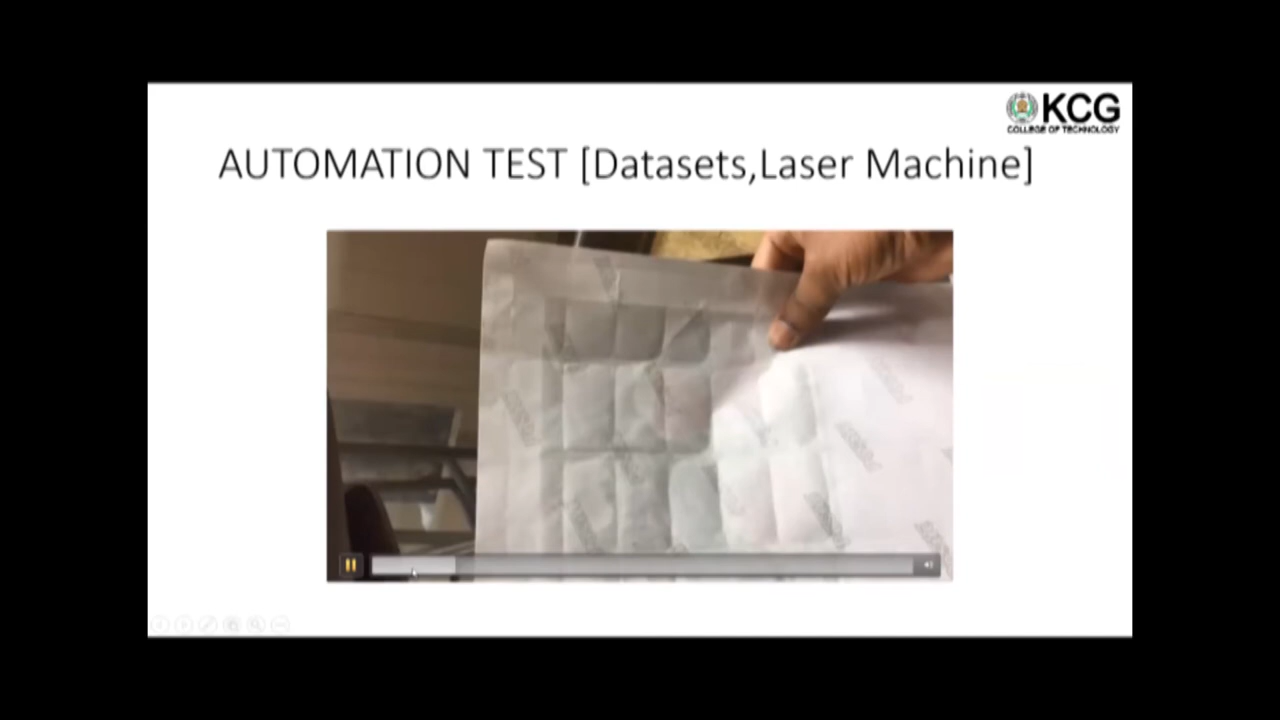 KCG
COLLEGE OF TECHNOLOGY
AUTOMATION TEST [Datasets,Laser Machine]